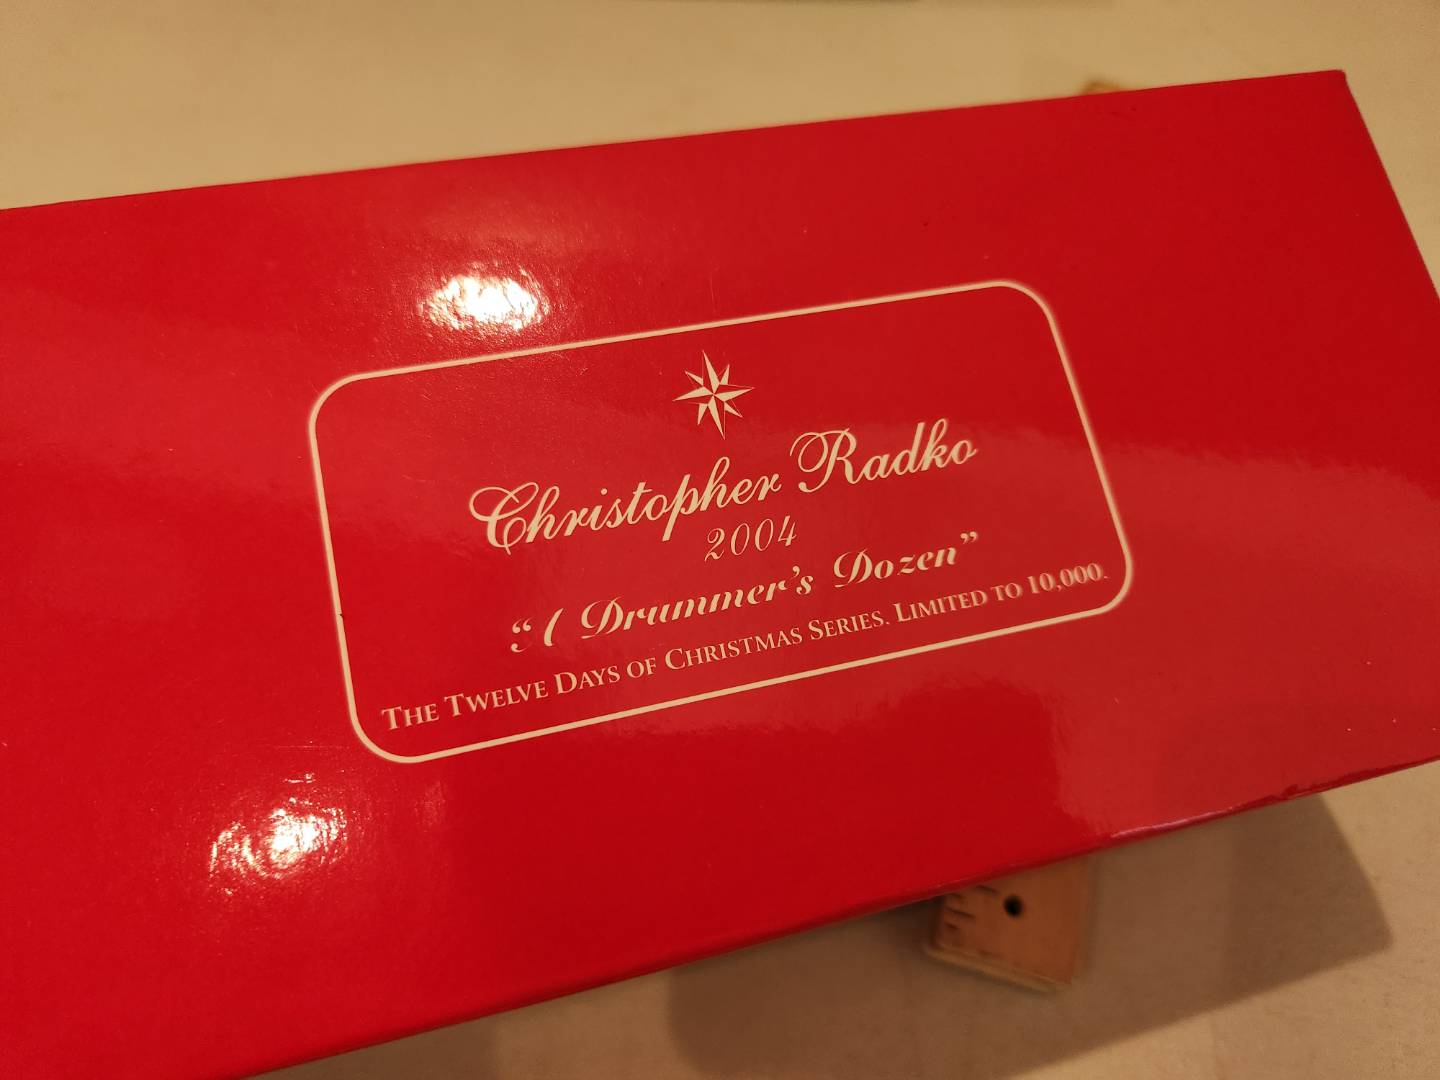 Christopher Radko
2004
“A Drummer’s Dozen”
THE TWELVE DAYS OF CHRISTMAS SERIES. LIMITED TO 10,000.